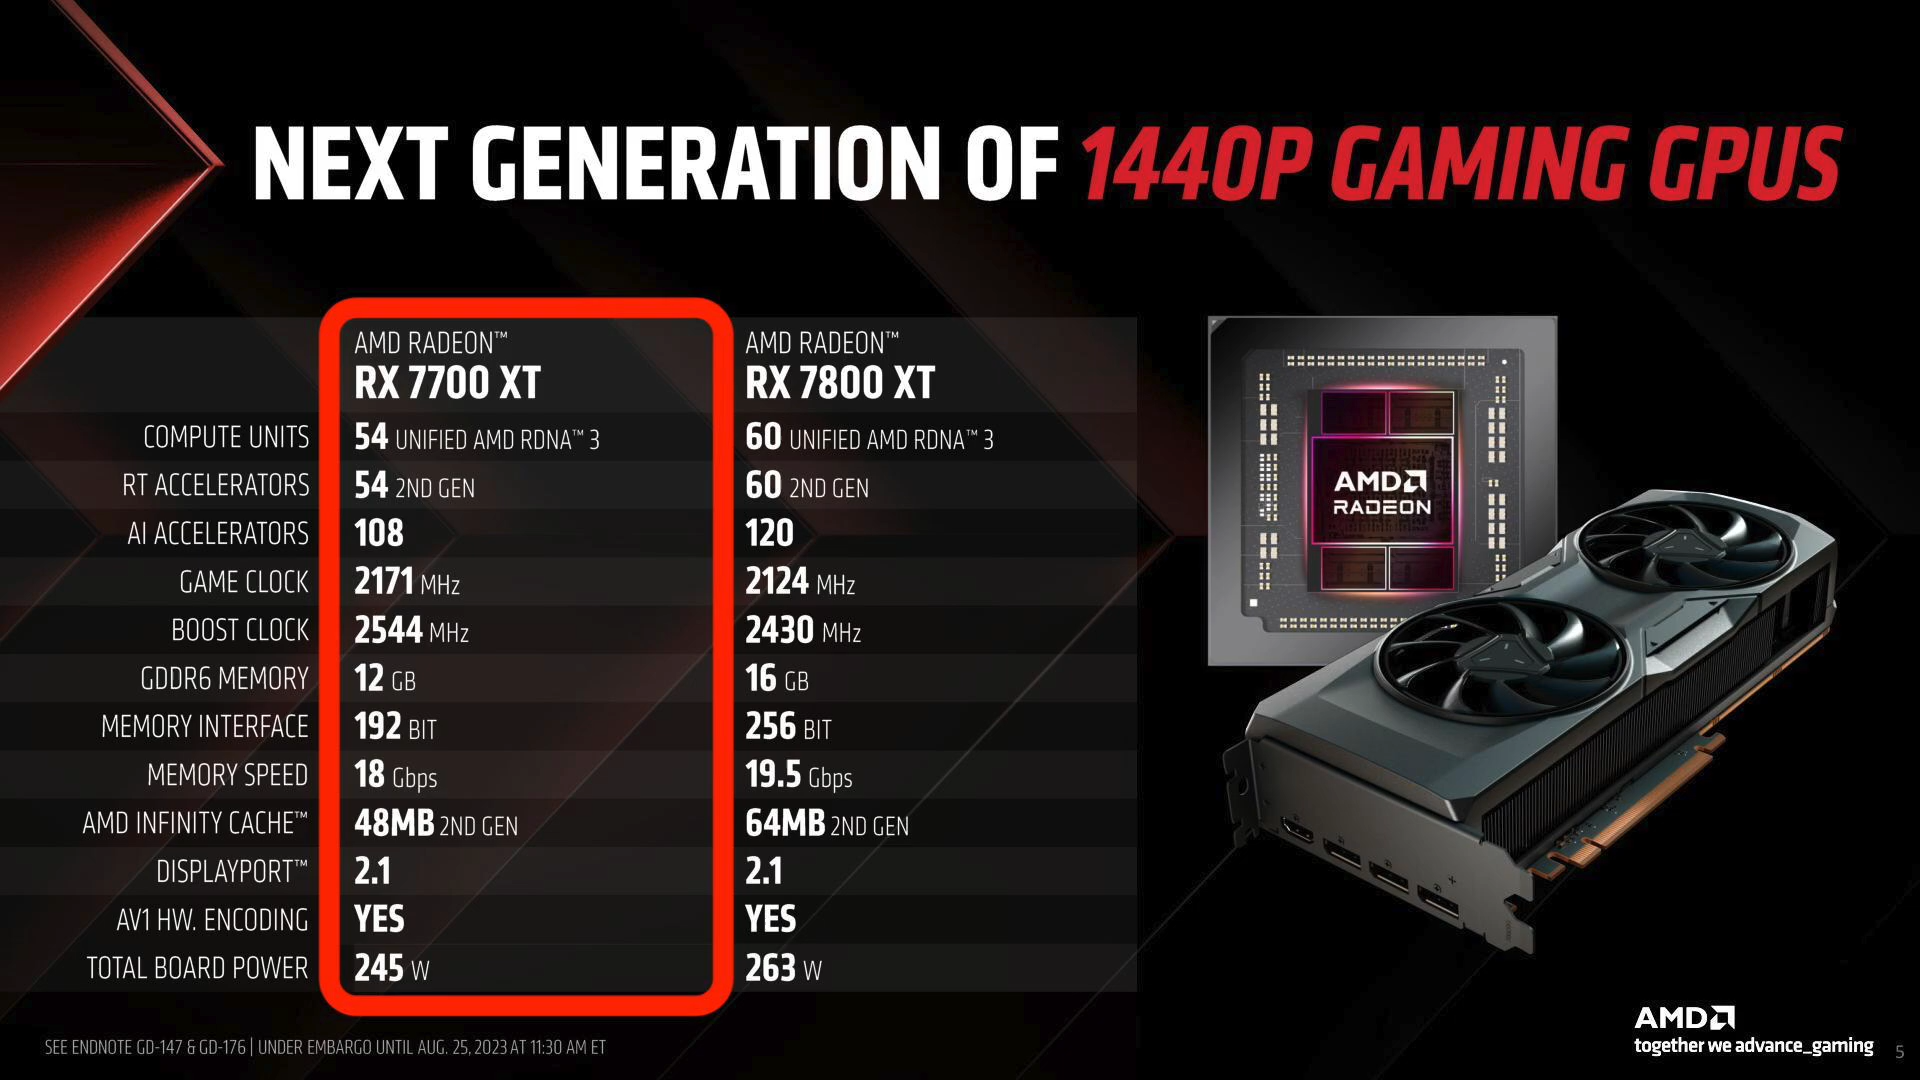 NEXT GENERATION OF 1440P GAMING GPUS
AMD RADEON™ AMD RADEON™
RX 7700 XT RX 7800 XT
COMPUTE UNITS 54 UNIFIED AMD RDNA™ 3 60 UNIFIED AMD RDNA™ 3
RT ACCELERATORS 54 2ND GEN 60 2ND GEN
AI ACCELERATORS 108 120
GAME CLOCK 2171 MHz 2124 MHz
BOOST CLOCK 2544 MHz 2430 MHz
GDDR6 MEMORY 12 GB 16 GB
MEMORY INTERFACE 192 BIT 256 BIT
MEMORY SPEED 18 Gbps 19.5 Gbps
AMD INFINITY CACHE™ 48MB 2ND GEN 64MB 2ND GEN
DISPLAYPORT™ 2.1 2.1
AV1 HW. ENCODING YES YES
TOTAL BOARD POWER 245 W 263 W
AMD
RADEON
SEE ENDNOTE GD-147 & GD-176 | UNDER EMBARGO UNTIL AUG. 25, 2023 AT 11:30 AM ET
AMD
together we advance_gaming
5